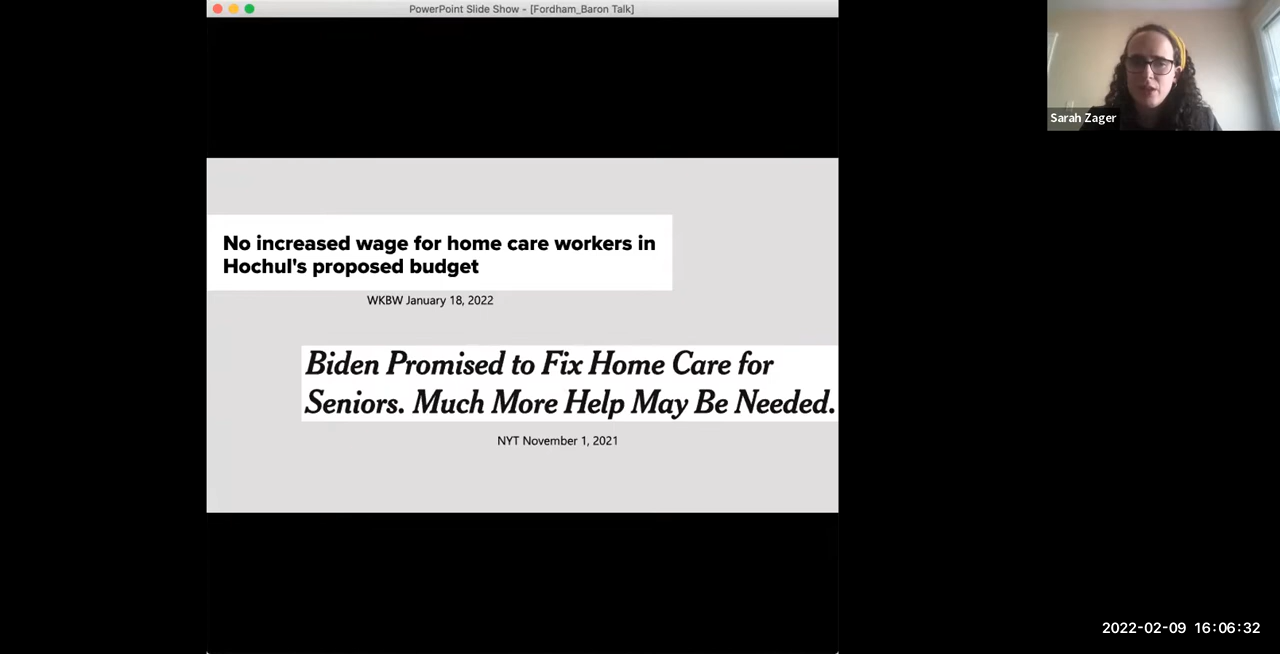 PowerPoint Slide Show - [Fordham_Baron Talk]
Sarah Zager
No increased wage for home care workers in
Hochul's proposed budget
WKBW January 18, 2022
Biden Promised to Fix Home Care for
Seniors. Much More Help May Be Needed.
NYT November 1, 2021
2022-02-09 16:06:32